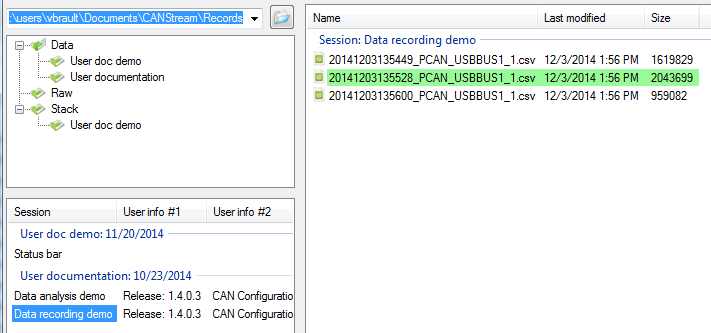 :\users\vbrault\Documents\CANStream\Records
Data
User doc demo
User documentation
Raw
Stack
User doc demo
Session User info #1 User info #2
User doc demo: 11/20/2014
Status bar
User documentation: 10/23/2014
Data analysis demo Release: 1.4.0.3 CAN Configuratio
Data recording demo Release: 1.4.0.3 CAN Configuratio
Name Last modified Size
Session: Data recording demo
20141203135449_PCAN_USBBUS1_1.csv 12/3/2014 1:56 PM 1619829
20141203135528_PCAN_USBBUS1_1.csv 12/3/2014 1:56 PM 2043699
20141203135600_PCAN_USBBUS1_1.csv 12/3/2014 1:56 PM 959082